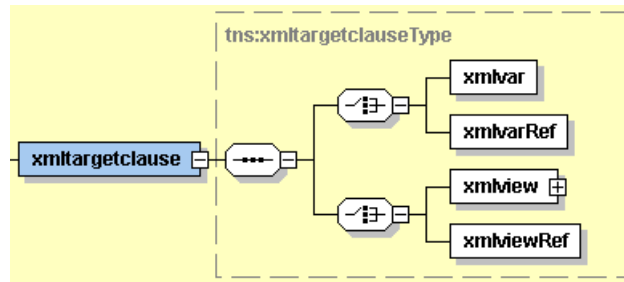 tns:xmltargetclauseType
xmlvar
xmltargetclause
xmlvarRef
xmlview
xmlviewRef